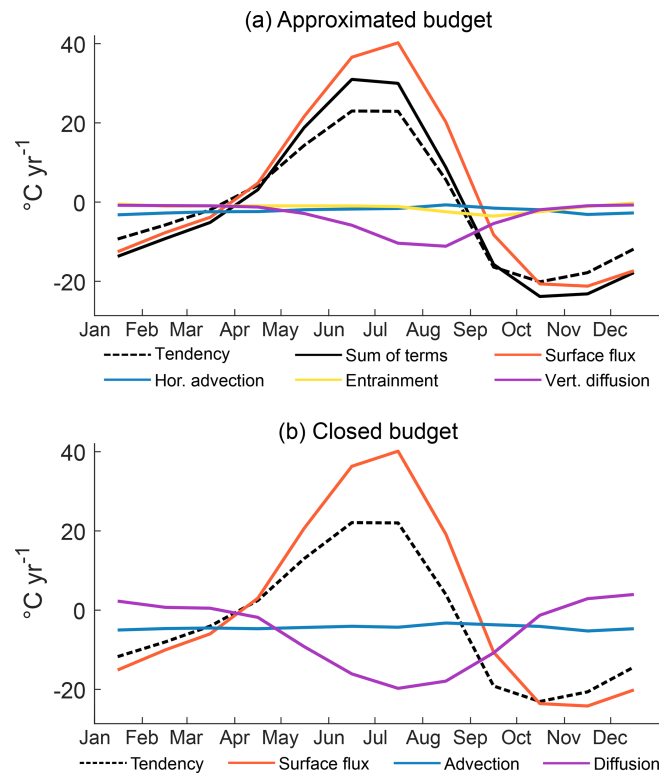 (a) Approximated budget
40
20
0
-20
°C yr-1
Jan Feb Mar Apr May Jun Jul Aug Sep Oct Nov Dec
Tendency Sum of terms Surface flux
Hor. advection Entrainment Vert. diffusion
(b) Closed budget
40
20
0
-20
°C yr-1
Jan Feb Mar Apr May Jun Jul Aug Sep Oct Nov Dec
Tendency Surface flux Advection Diffusion